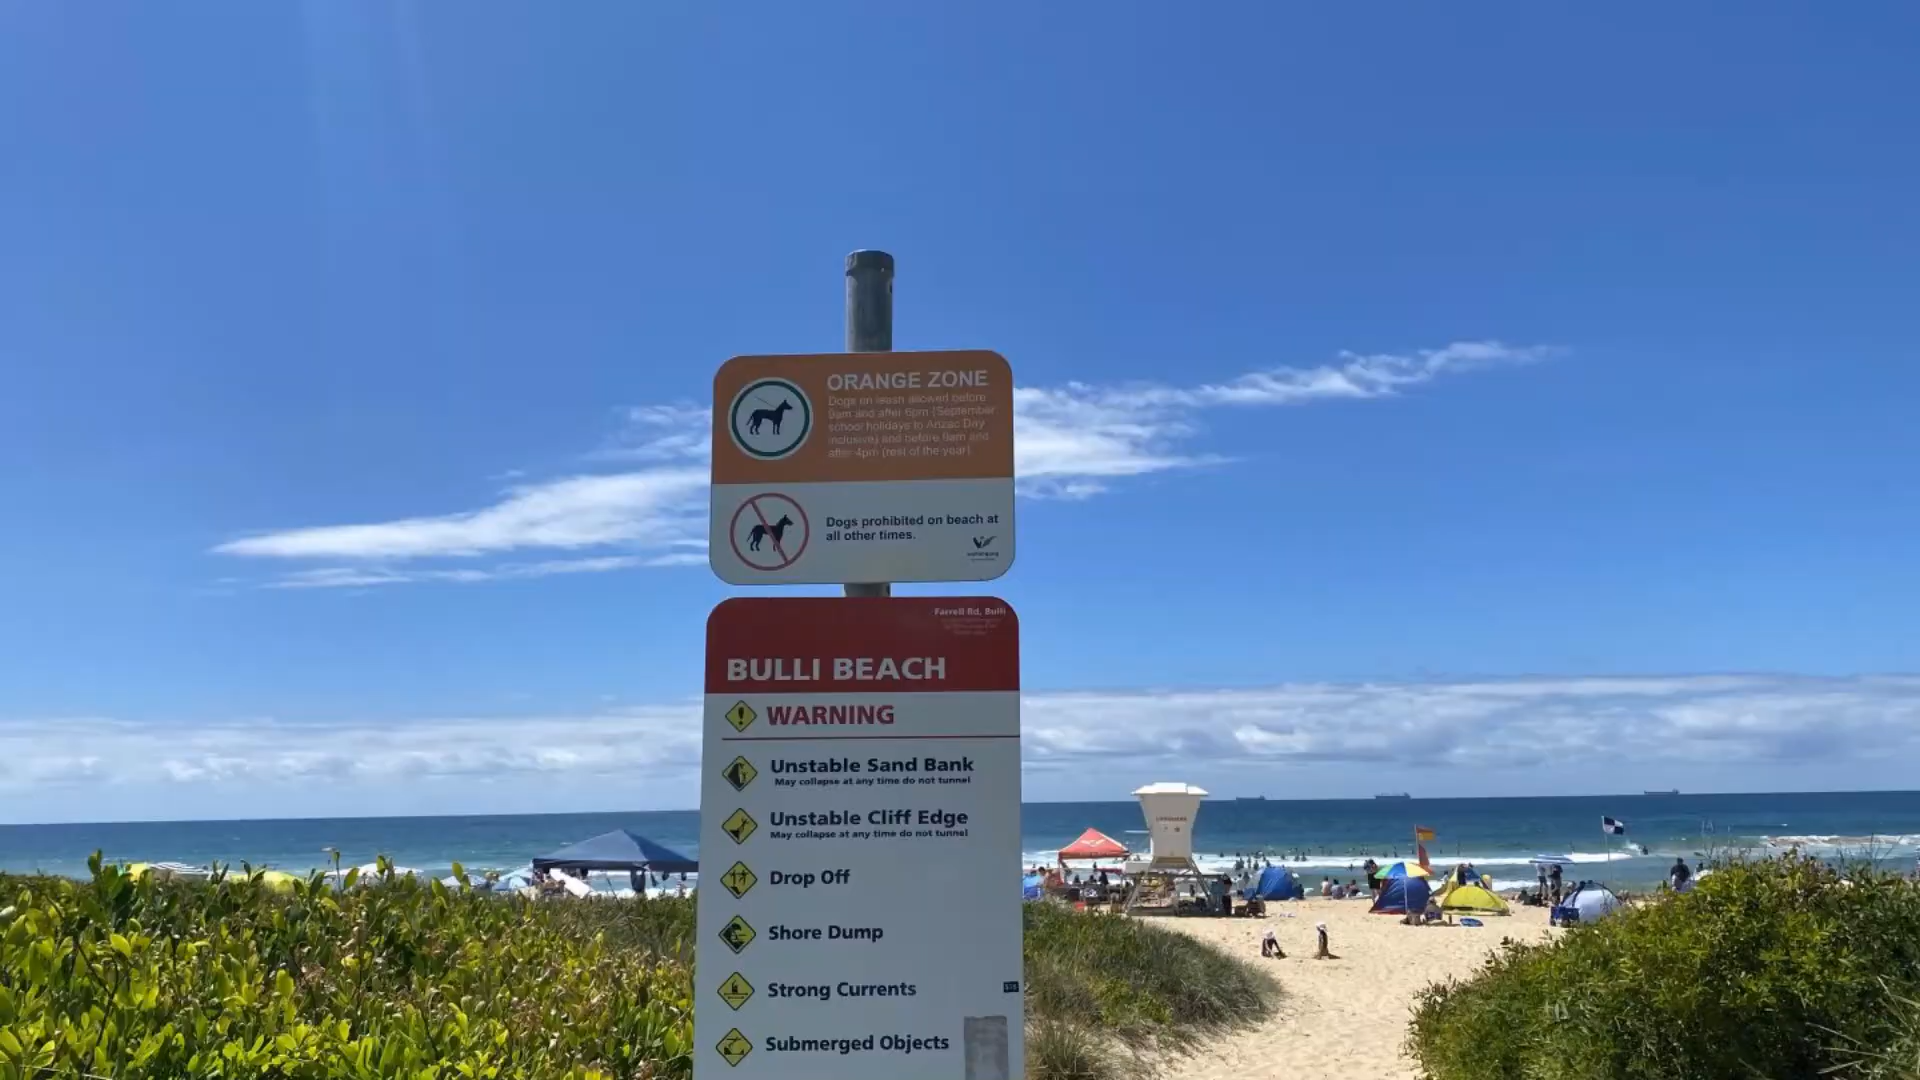 ORANGE ZONE
Dogs on leash allowed before
9am and after 6pm (September
school holidays to Anzac Day
inclusive) and before 9am and
after 4pm (rest of the year)
Dogs prohibited on beach at
all other times.
wollongong
Farrell Rd, Bulli
BULLI BEACH
WARNING
Unstable Sand Bank
May collapse at any time do not tunnel
Unstable Cliff Edge
May collapse at any time do not tunnel
Drop Off
Shore Dump
Strong Currents
Submerged Objects